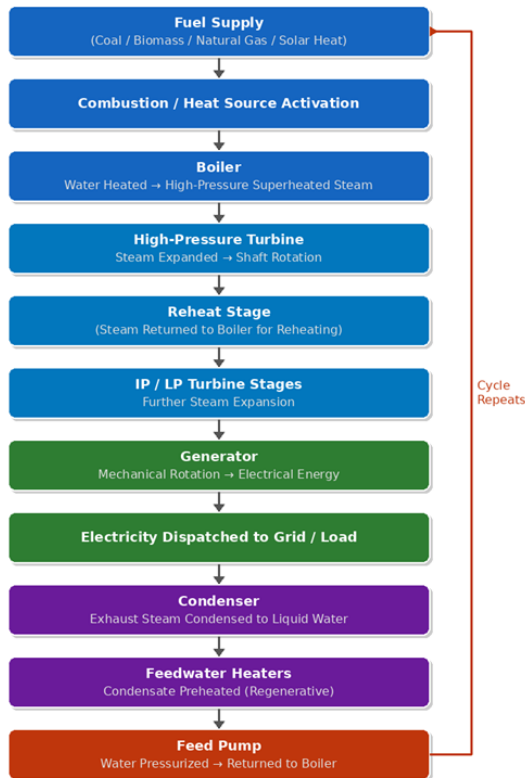 Fuel Supply
(Coal / Biomass / Natural Gas / Solar Heat)
Combustion / Heat Source Activation
Boiler
Water Heated → High-Pressure Superheated Steam
High-Pressure Turbine
Steam Expanded → Shaft Rotation
Reheat Stage
(Steam Returned to Boiler for Reheating)
IP / LP Turbine Stages
Further Steam Expansion
Generator
Mechanical Rotation → Electrical Energy
Electricity Dispatched to Grid / Load
Condenser
Exhaust Steam Condensed to Liquid Water
Feedwater Heaters
Condensate Preheated (Regenerative)
Feed Pump
Water Pressurized → Returned to Boiler
Cycle
Repeats